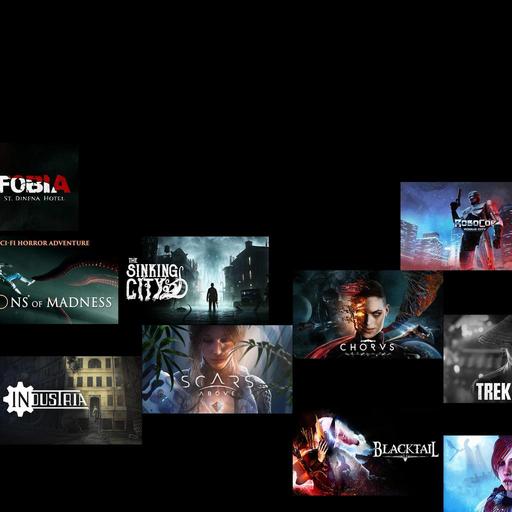 FOBIA
ST. DINFNA HOTEL
ROBOCOP
ROGUE CITY
CI-FI HORROR ADVENTURE
ONS OF MADNESS
THE
SINKING
CITY
CHORVS
SCARS
ABOVE
TREK
INDUSTRIA
BLACKTAIL